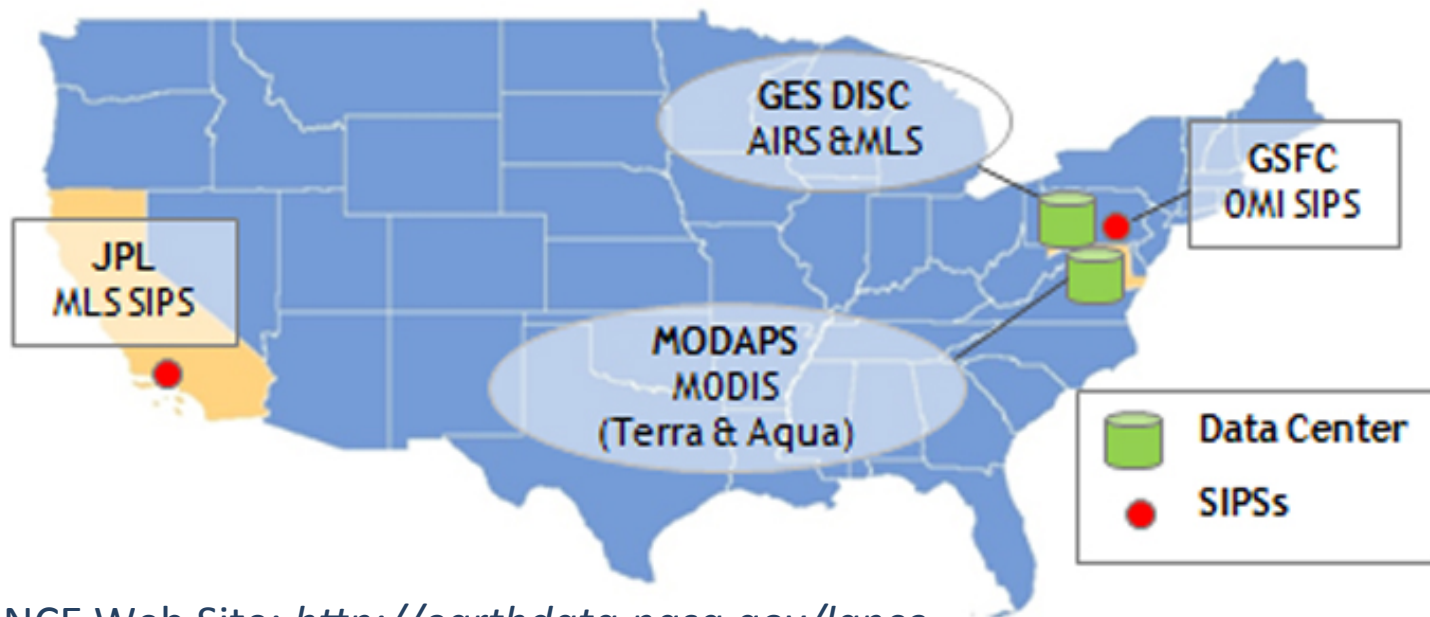 GES DISC
AIRS &MLS
GSFC
OMI SIPS
JPL
MLS SIPS
MODAPS
MODIS
(Terra & Aqua)
Data Center
SIPSs
NCE Web Site: http://earthdata.nasa.gov/lance